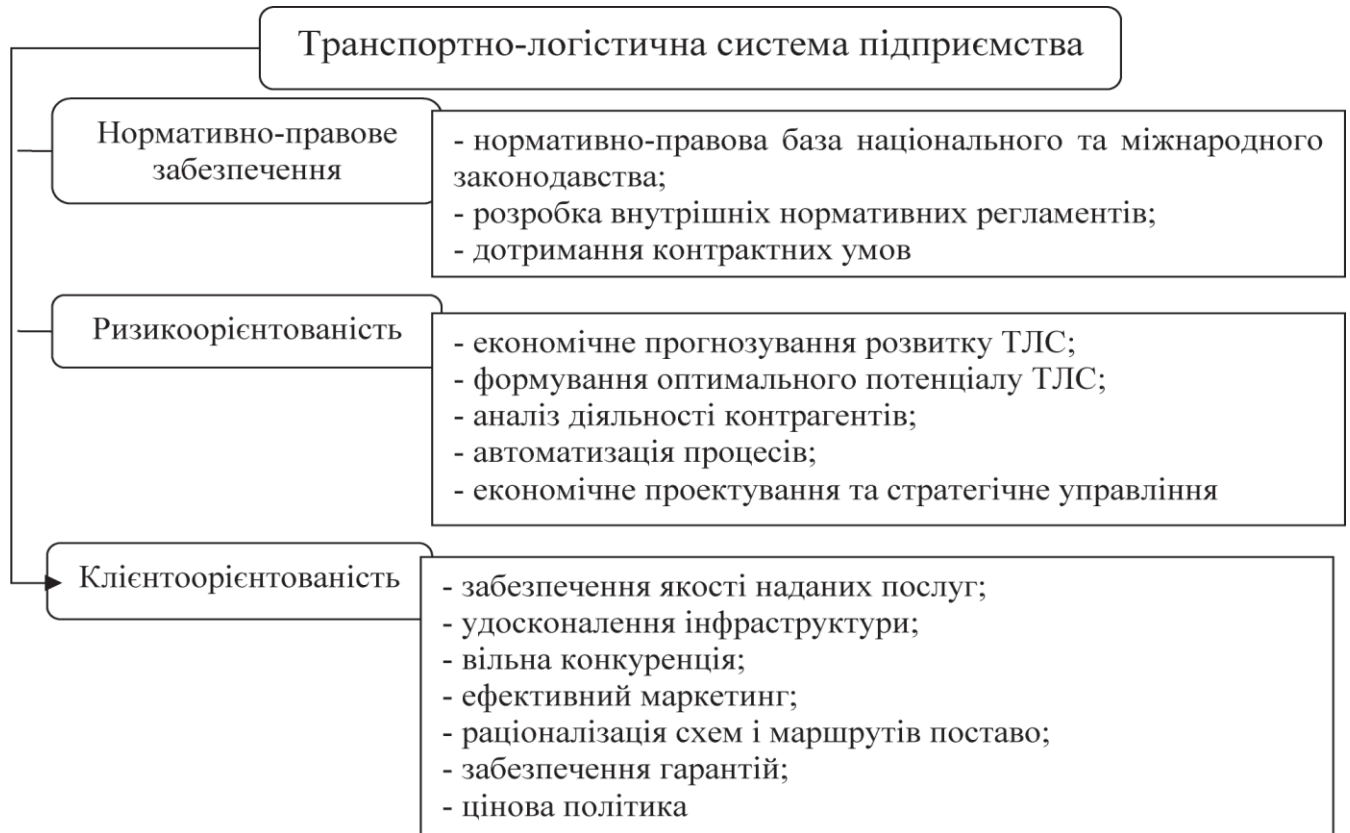 Транспортно-логістична система підприємства
Нормативно-правове
забезпечення
- нормативно-правова база національного та міжнародного
законодавства;
- розробка внутрішніх нормативних регламентів;
- дотримання контрактних умов
Ризикоорієнтованість
- економічне прогнозування розвитку ТЛС;
- формування оптимального потенціалу ТЛС;
- аналіз діяльності контрагентів;
- автоматизація процесів;
- економічне проектування та стратегічне управління
Клієнтоорієнтованість
- забезпечення якості наданих послуг;
- удосконалення інфраструктури;
- вільна конкуренція;
- ефективний маркетинг;
- раціоналізація схем і маршрутів поставо;
- забезпечення гарантій;
- цінова політика